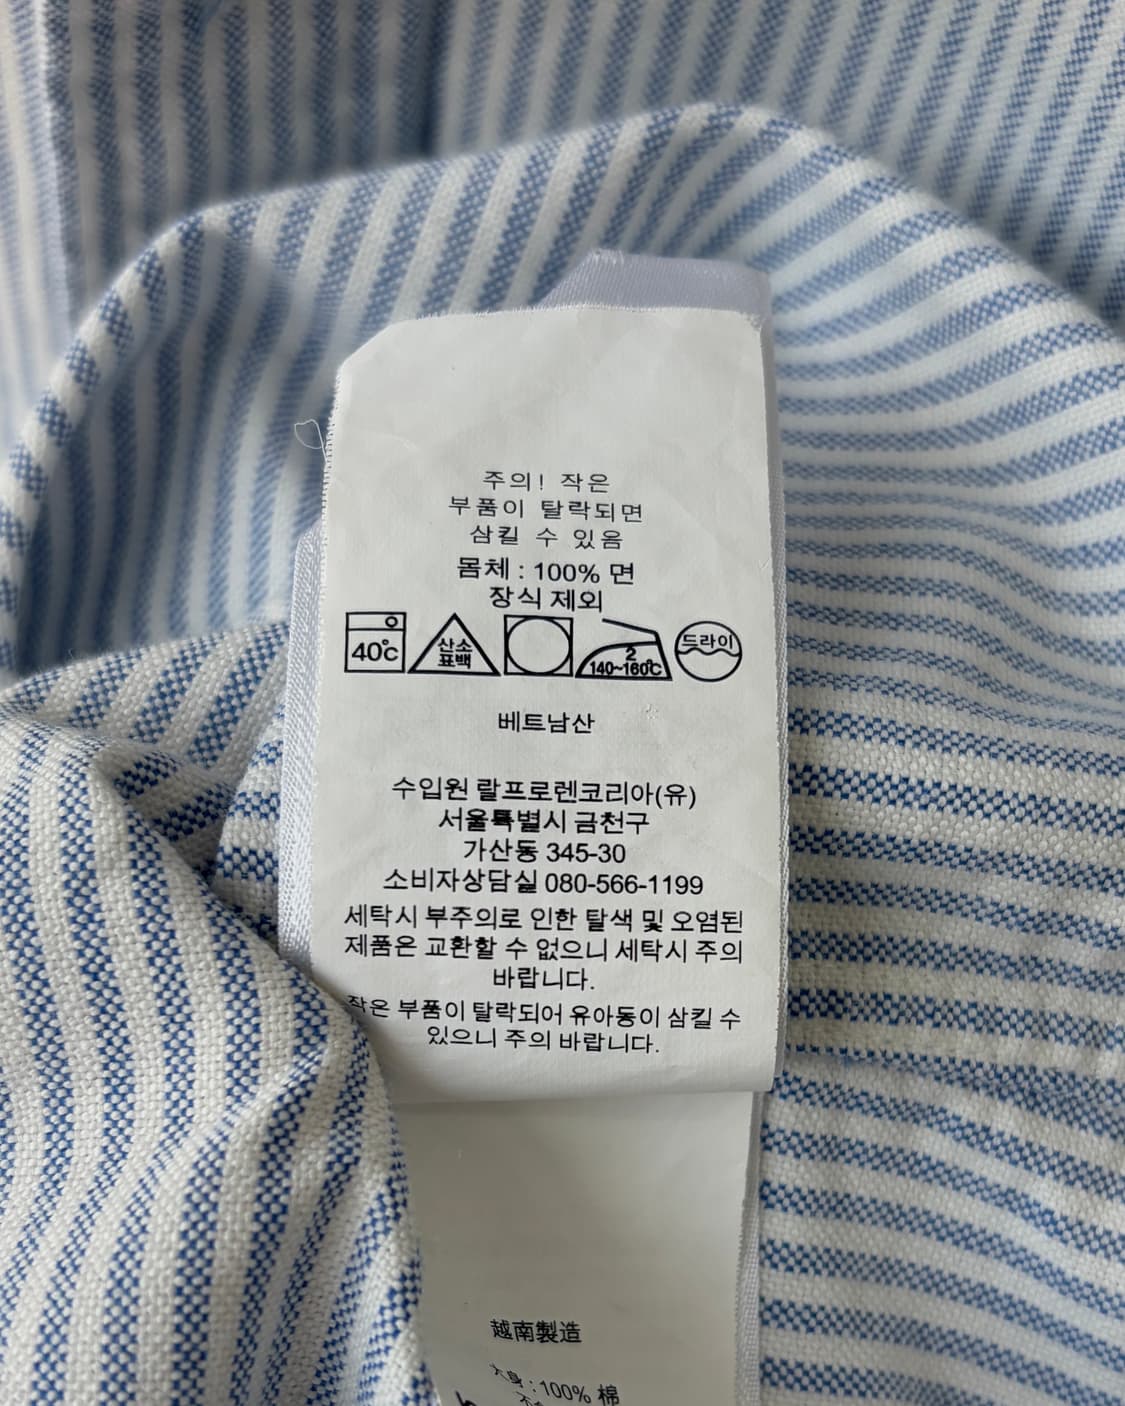 주의! 작은
부품이 탈락되면
삼킬 수 있음
몸체 : 100% 면
장식 제외
40℃
산소
표백
2
140~160℃
드라이
베트남산
수입원 랄프로렌코리아(유)
서울특별시 금천구
가산동 345-30
소비자상담실 080-566-1199
세탁시 부주의로 인한 탈색 및 오염된
제품은 교환할 수 없으니 세탁시 주의
바랍니다.
작은 부품이 탈락되어 유아동이 삼킬 수
있으니 주의 바랍니다.
越南製造
身 : 100% 棉